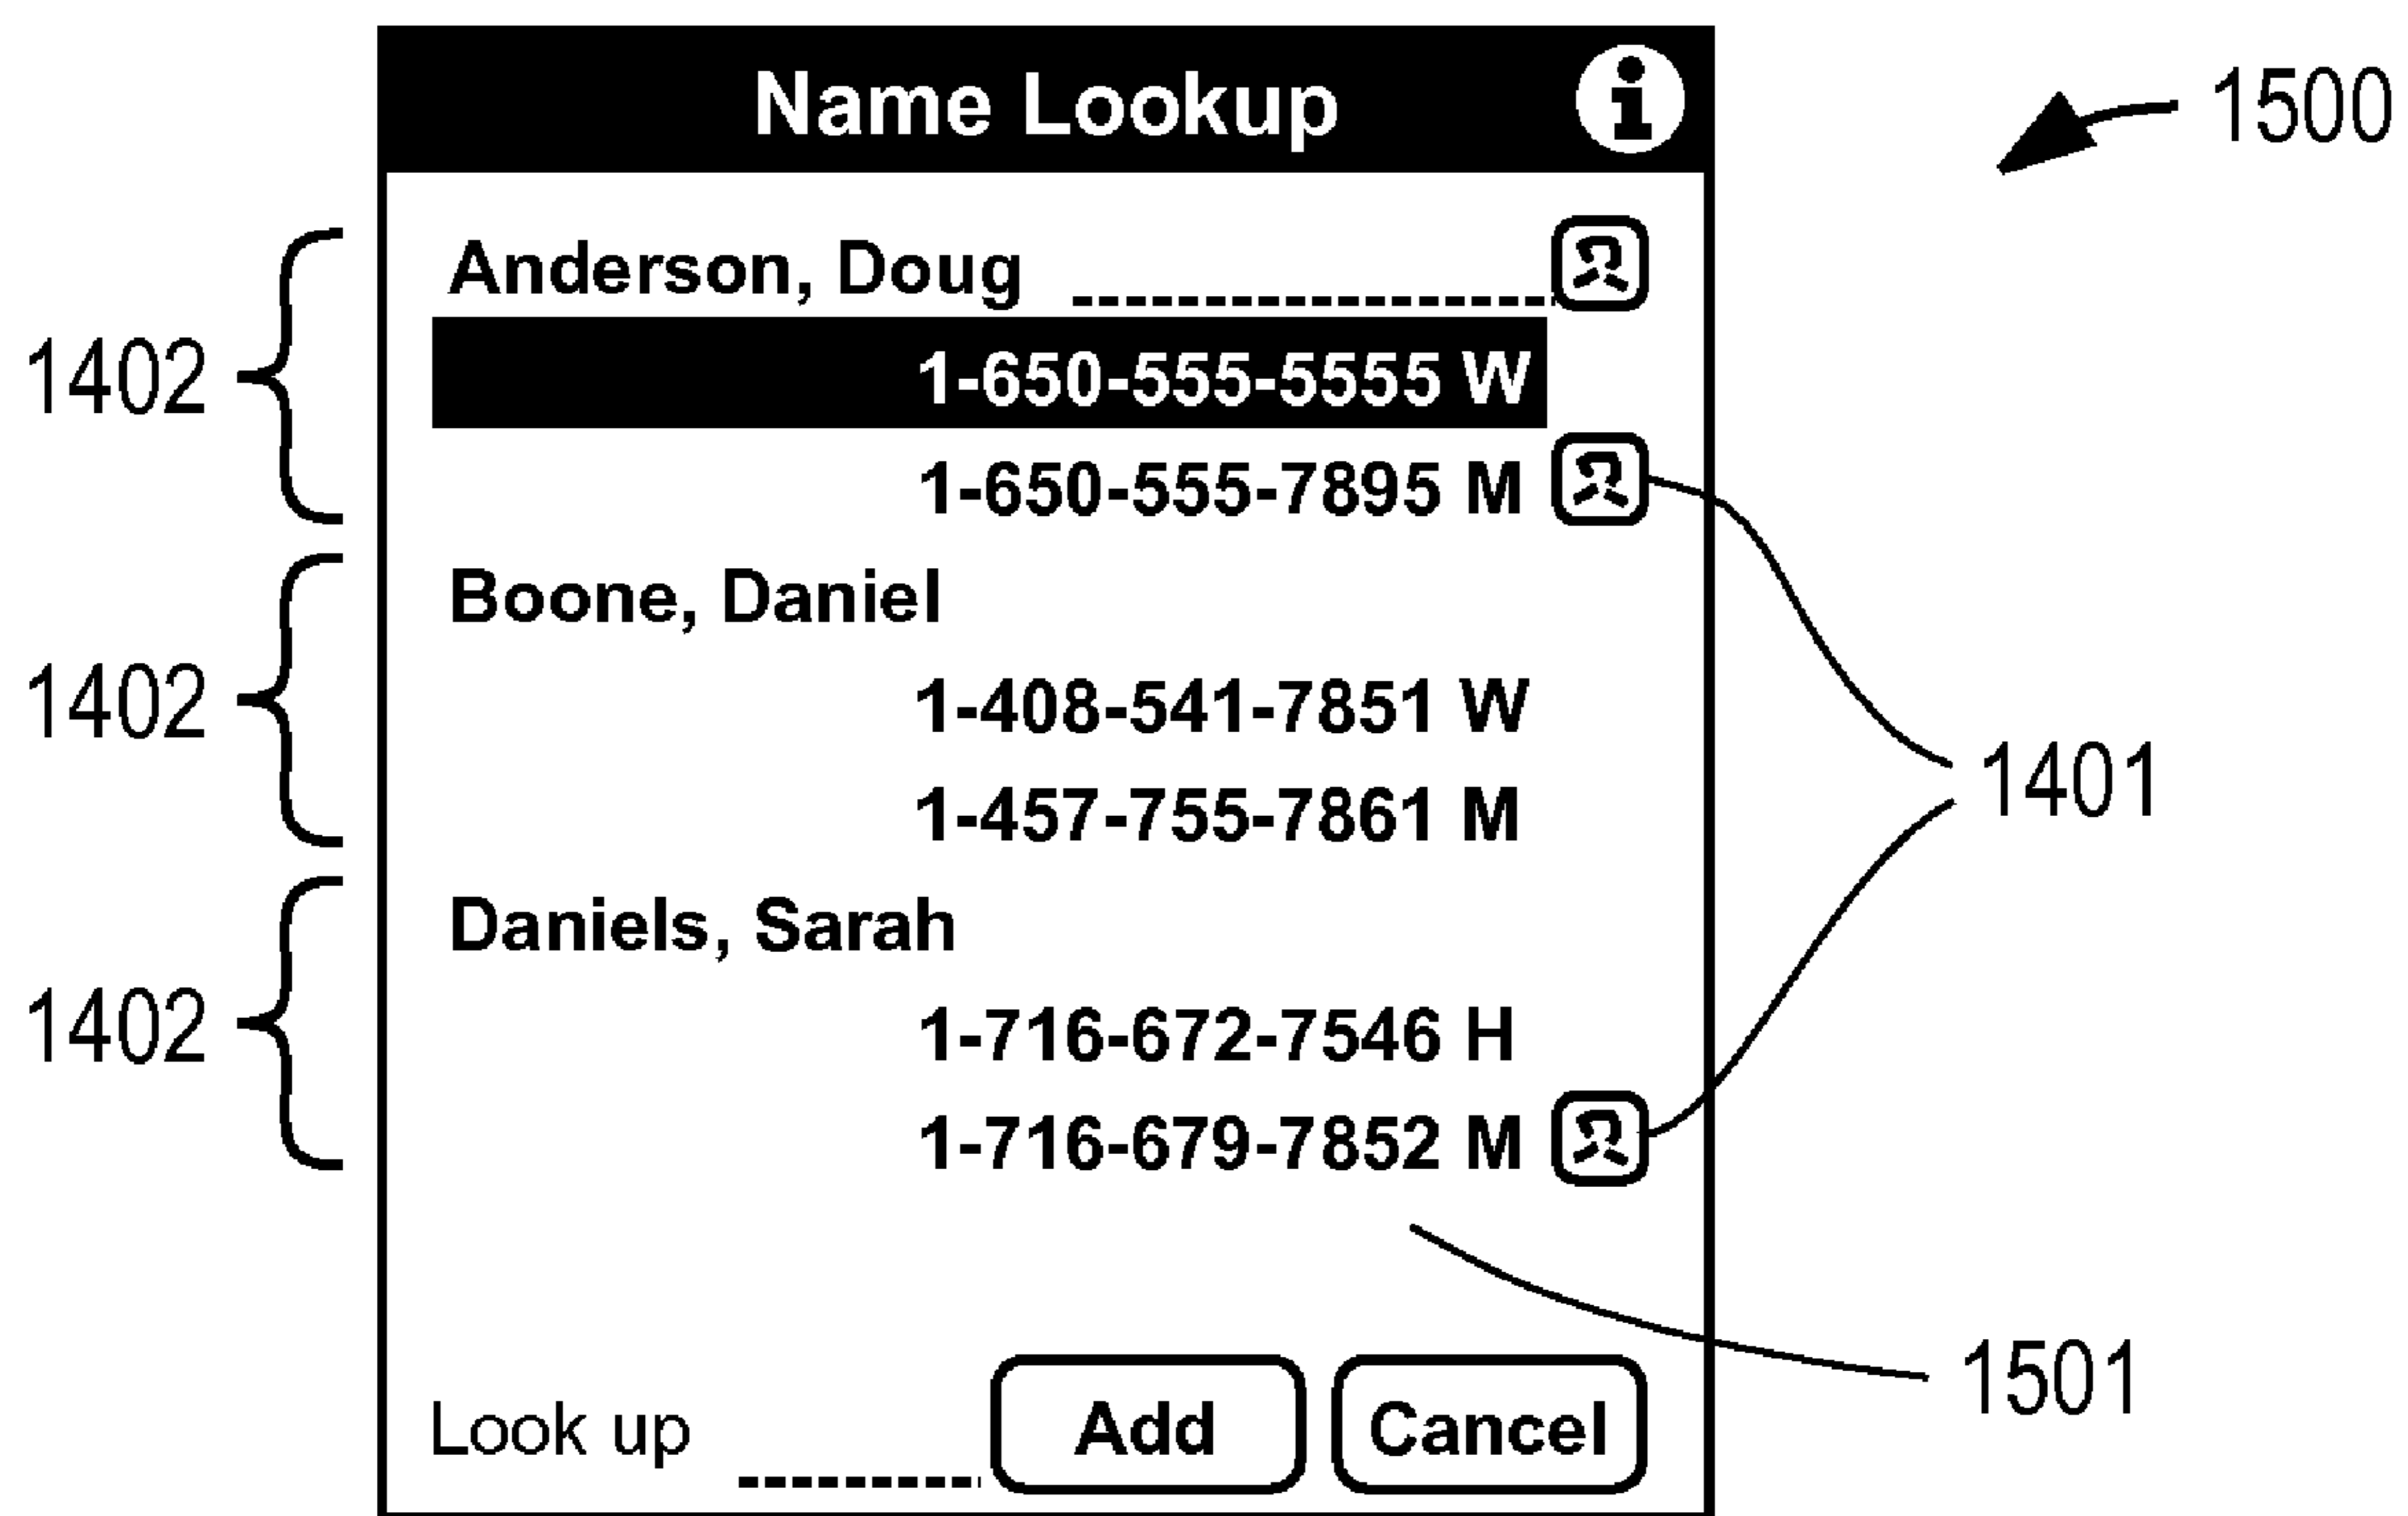 Name Lookup i
1500
Anderson, Doug
1402
1-650-555-5555 W
1-650-555-7895 M
Boone, Daniel
1402
1-408-541-7851 W
1401
1-457-755-7861 M
Daniels, Sarah
1402
1-716-672-7546 H
1-716-679-7852 M
1501
Look up Add Cancel